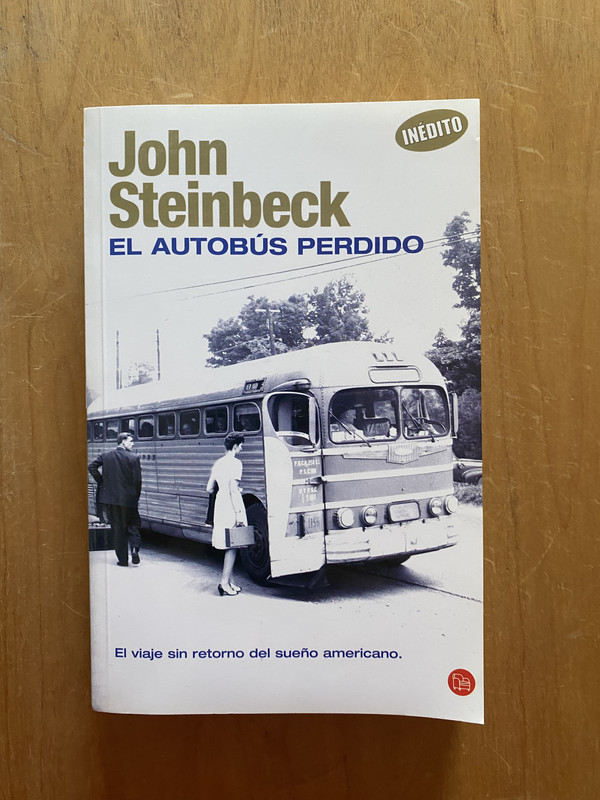 INÉDITO
John
Steinbeck
EL AUTOBÚS PERDIDO
El viaje sin retorno del sueño americano.